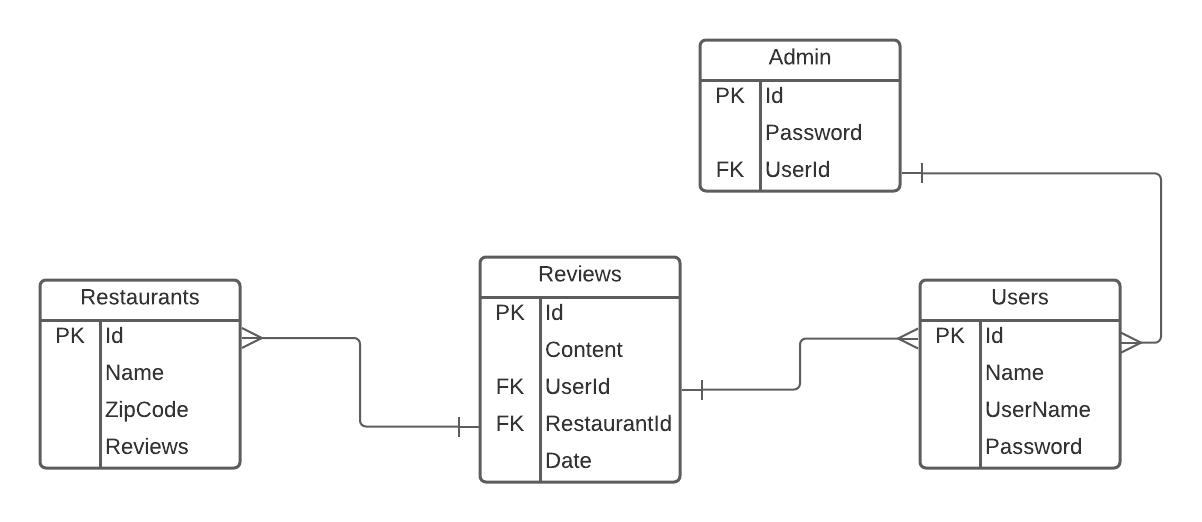 Admin
PK Id
Password
FK UserId
Restaurants
PK Id
Name
ZipCode
Reviews
Reviews
PK Id
Content
FK UserId
FK RestaurantId
Date
Users
PK Id
Name
UserName
Password